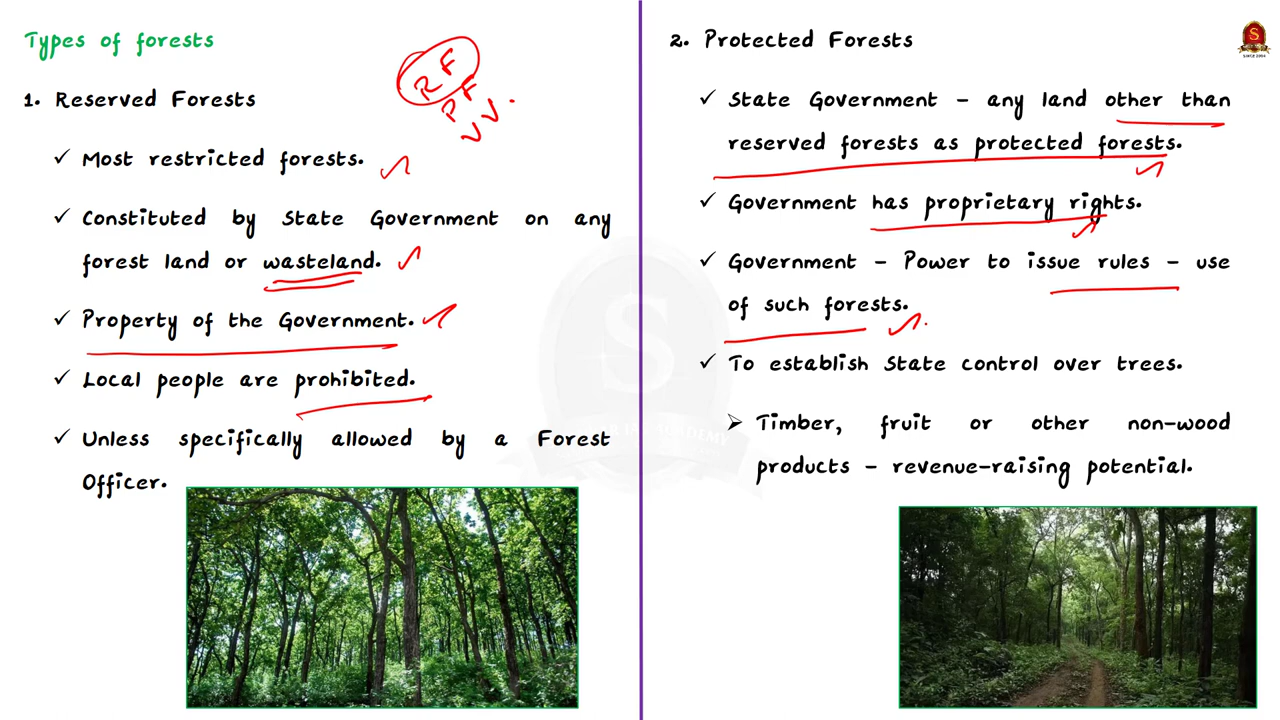 Types of forests
RF
PF
VV.
1. Reserved Forests
✓ Most restricted forests.
✓ Constituted by State Government on any
forest land or wasteland.
✓ Property of the Government.
✓ Local people are prohibited.
✓ Unless specifically allowed by a Forest
Officer.
2. Protected Forests
✓ State Government – any land other than
reserved forests as protected forests.
✓ Government has proprietary rights.
✓ Government – Power to issue rules – use
of such forests.
✓ To establish State control over trees.
➢ Timber, fruit or other non-wood
products – revenue-raising potential.
S
SINCE 2004
S
ACADEMY